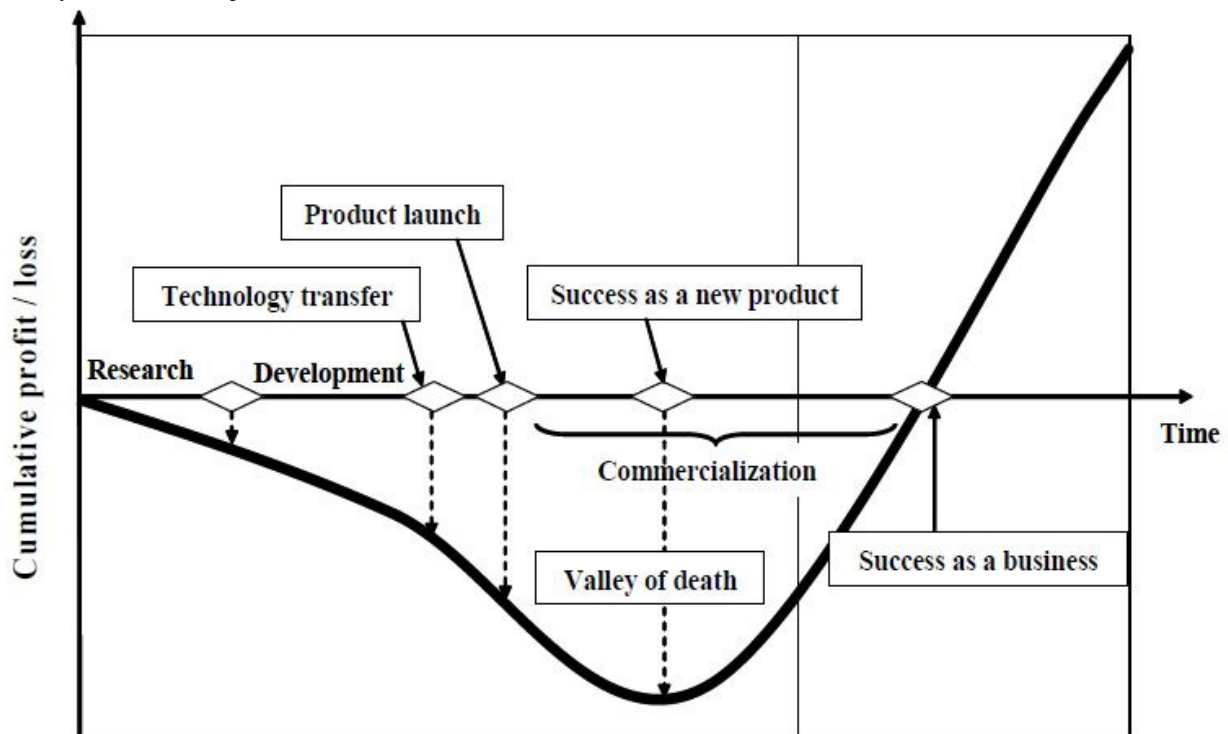 Product launch
Technology transfer
Success as a new product
Research
Development
Time
Commercialization
Cumulative profit / loss
Valley of death
Success as a business